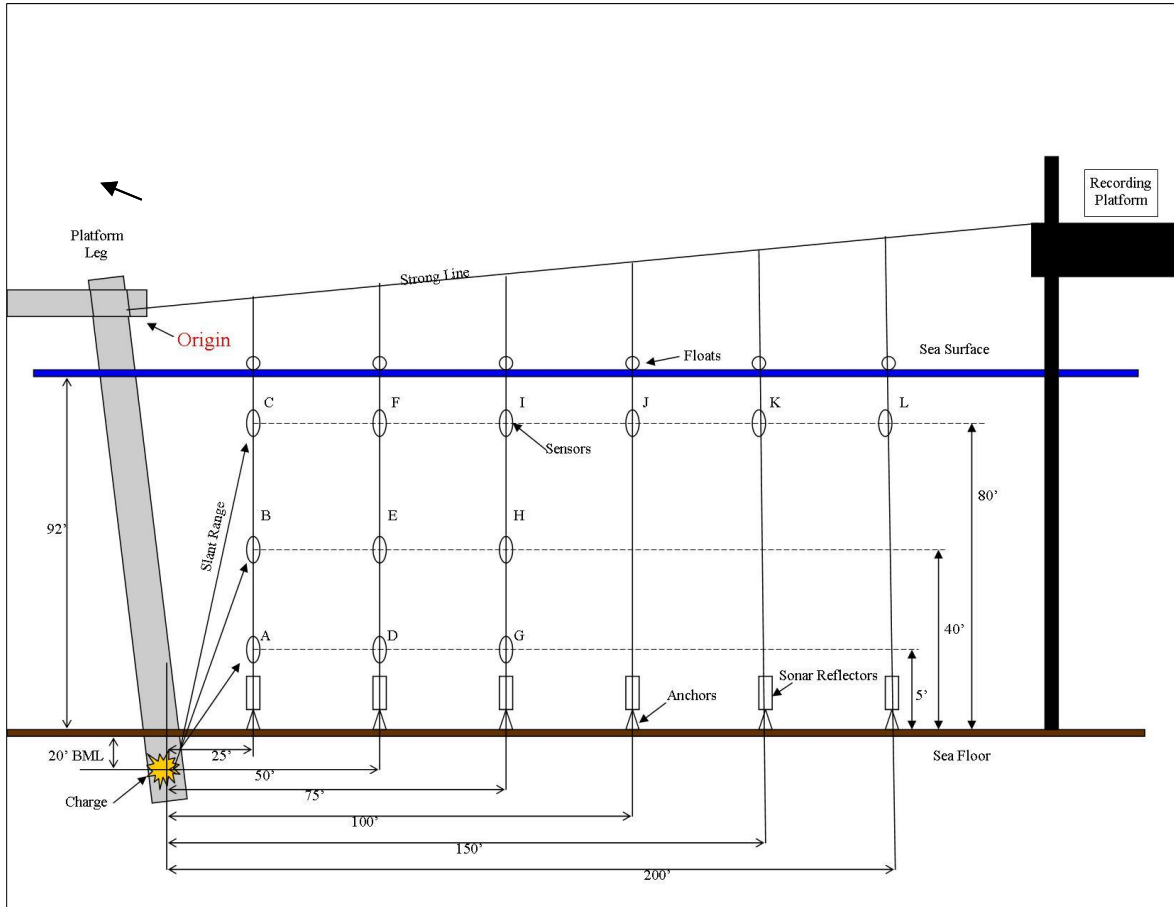 Recording
Platform
Platform
Leg
Strong Line
Origin
Floats
Sea Surface
C
F
I
J
K
L
Sensors
80’
Slant Range
92’
B
E
H
40’
A
D
G
Sonar Reflectors
Anchors
5’
20’ BML
25’
Sea Floor
50’
Charge
75’
100’
150’
200’